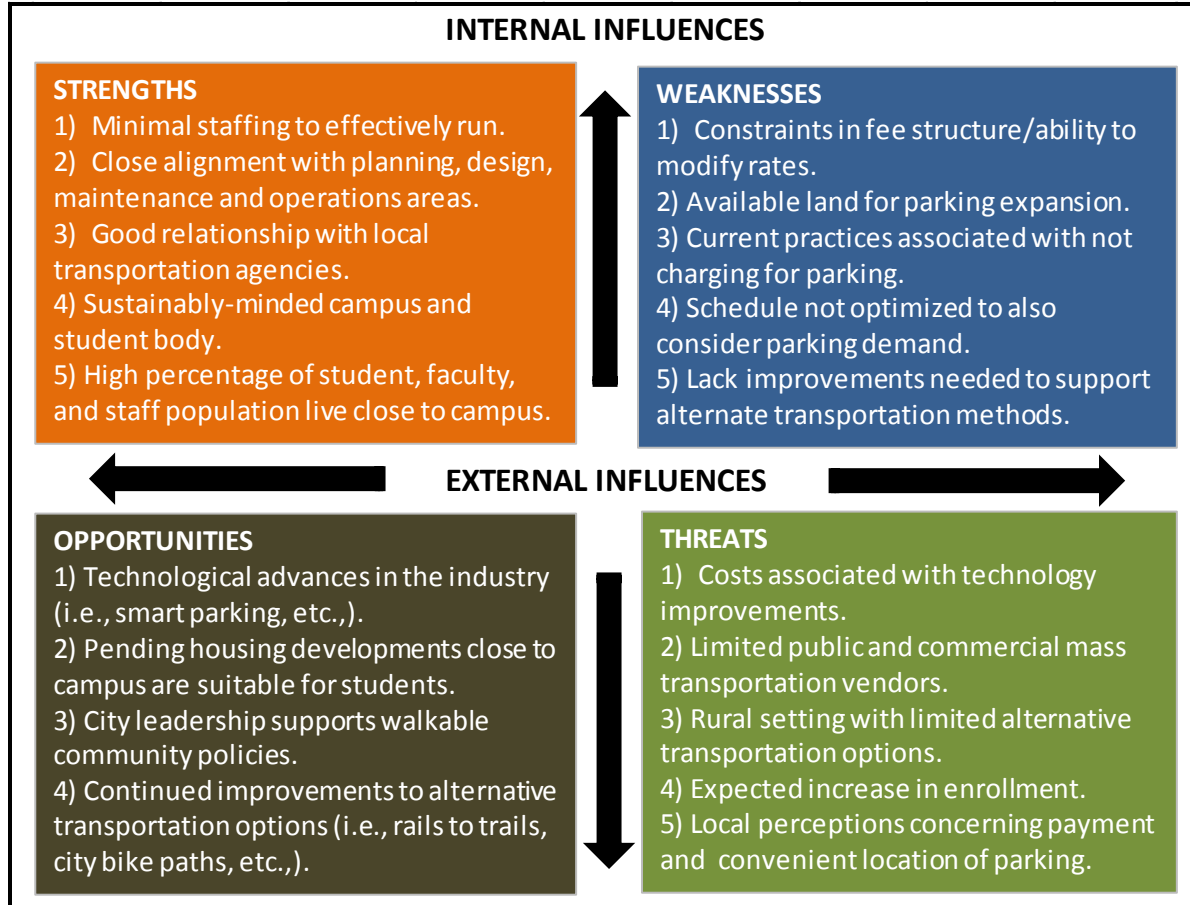 INTERNAL INFLUENCES
STRENGTHS
1) Minimal staffing to effectively run.
2) Close alignment with planning, design,
maintenance and operations areas.
3) Good relationship with local
transportation agencies.
4) Sustainably-minded campus and
student body.
5) High percentage of student, faculty,
and staff population live close to campus.
WEAKNESSES
1) Constraints in fee structure/ability to
modify rates.
2) Available land for parking expansion.
3) Current practices associated with not
charging for parking.
4) Schedule not optimized to also
consider parking demand.
5) Lack improvements needed to support
alternate transportation methods.
EXTERNAL INFLUENCES
OPPORTUNITIES
1) Technological advances in the industry
(i.e., smart parking, etc.,).
2) Pending housing developments close to
campus are suitable for students.
3) City leadership supports walkable
community policies.
4) Continued improvements to alternative
transportation options (i.e., rails to trails,
city bike paths, etc.,).
THREATS
1) Costs associated with technology
improvements.
2) Limited public and commercial mass
transportation vendors.
3) Rural setting with limited alternative
transportation options.
4) Expected increase in enrollment.
5) Local perceptions concerning payment
and convenient location of parking.